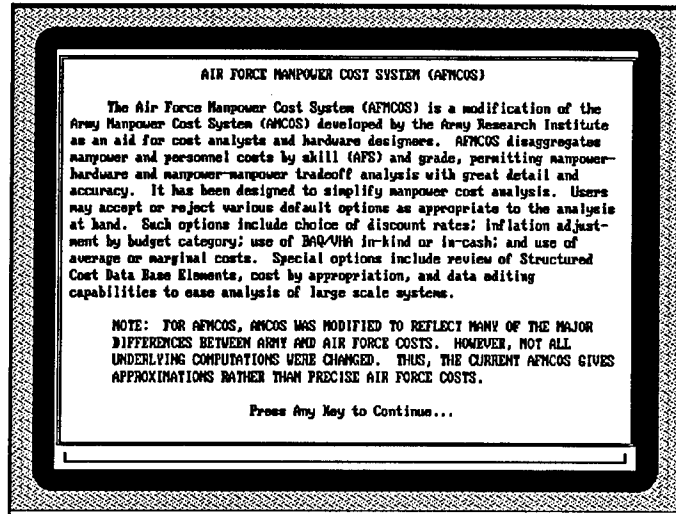 AIR FORCE MANPOWER COST SYSTEM (AFMCOS)
The Air Force Manpower Cost System (AFMCOS) is a modification of the
Army Manpower Cost System (AMCOS) developed by the Army Research Institute
as an aid for cost analysts and hardware designers. AFMCOS disaggregates
manpower and personnel costs by skill (AFS) and grade, permitting manpower-
hardware and manpower-manpower tradeoff analysis with great detail and
accuracy. It has been designed to simplify manpower cost analysis. Users
may accept or reject various default options as appropriate to the analysis
at hand. Such options include choice of discount rates; inflation adjust-
ment by budget category; use of BAQ/VHA in-kind or in-cash; and use of
average or marginal costs. Special options include review of Structured
Cost Data Base Elements, cost by appropriation, and data editing
capabilities to ease analysis of large scale systems.
NOTE: FOR AFMCOS, AMCOS WAS MODIFIED TO REFLECT MANY OF THE MAJOR
DIFFERENCES BETWEEN ARMY AND AIR FORCE COSTS. HOWEVER, NOT ALL
UNDERLYING COMPUTATIONS WERE CHANGED. THUS, THE CURRENT AFMCOS GIVES
APPROXIMATIONS RATHER THAN PRECISE AIR FORCE COSTS.
Press Any Key to Continue...